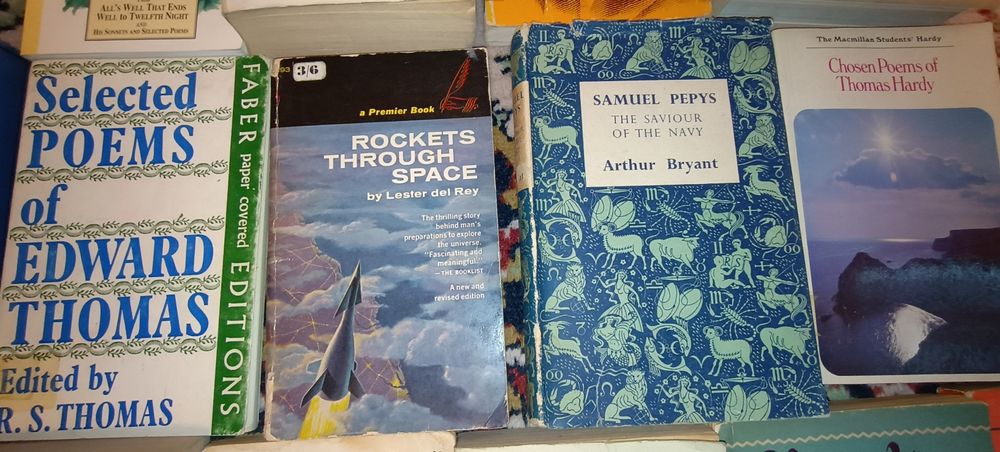 ALL'S WELL THAT ENDS
WELL TO TWELFTH NIGHT
AND
HIS SONNETS AND SELECTED POEMS
Selected
POEMS
of
EDWARD
THOMAS
Edited by
R. S. THOMAS
FABER paper covered EDITIONS
93
3/6
a Premier Book
ROCKETS
THROUGH
SPACE
by Lester del Rey
The thrilling story
behind man's
preparations to explore
the universe.
"Fascinating and
meaningful."
— THE BOOKLIST
A new and
revised edition
SAMUEL PEPYS
THE SAVIOUR
OF THE NAVY
Arthur Bryant
The Macmillan Students' Hardy
Chosen Poems of
Thomas Hardy